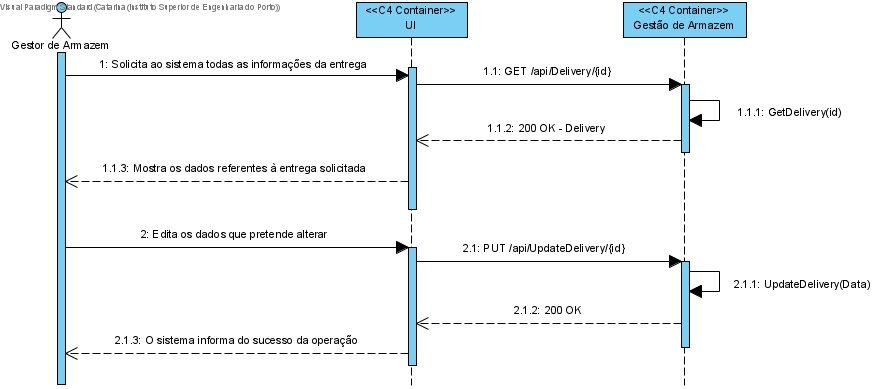 Visual Paradigm Standard (Catarina (Instituto Superior de Engenharia do Porto))
Gestor de Armazem
<<C4 Container>>
UI
<<C4 Container>>
Gestão de Armazem
1: Solicita ao sistema todas as informações da entrega
1.1: GET /api/Delivery/{id}
1.1.1: GetDelivery(id)
1.1.2: 200 OK - Delivery
1.1.3: Mostra os dados referentes à entrega solicitada
2: Edita os dados que pretende alterar
2.1: PUT /api/UpdateDelivery/{id}
2.1.1: UpdateDelivery(Data)
2.1.2: 200 OK
2.1.3: O sistema informa do sucesso da operação